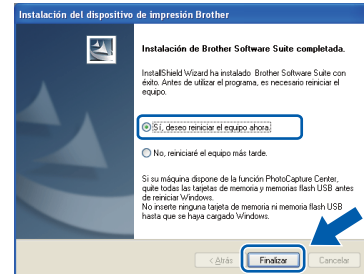 Instalación del dispositivo de impresión Brother
Instalación de Brother Software Suite completada.
InstallShield Wizard ha instalado Brother Software Suite con
éxito. Antes de utilizar el programa, es necesario reiniciar el
equipo.
Sí, deseo reiniciar el equipo ahora.
No, reiniciaré el equipo más tarde.
Si su máquina dispone de la función PhotoCapture Center,
quite todas las tarjetas de memoria y memorias flash USB antes
de reiniciar Windows.
No inserte ninguna tarjeta de memoria ni memoria flash USB
hasta que se haya cargado Windows.
< Atrás Finalizar Cancelar